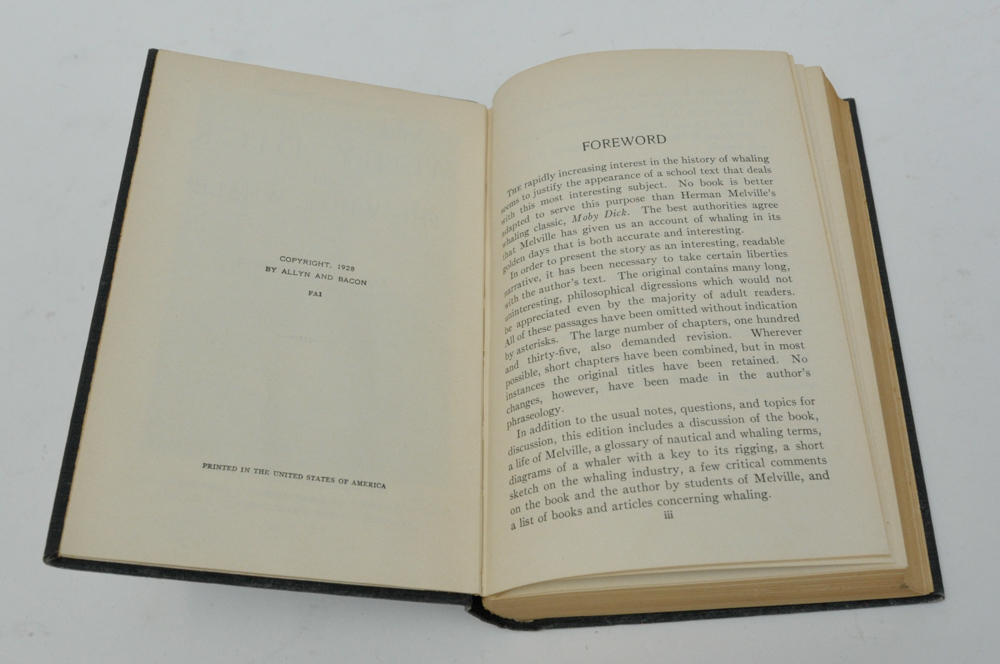 COPYRIGHT, 1928
BY ALLYN AND BACON
FAI
PRINTED IN THE UNITED STATES OF AMERICA
FOREWORD
THE rapidly increasing interest in the history of whaling
seems to justify the appearance of a school text that deals
with this most interesting subject. No book is better
adapted to serve this purpose than Herman Melville's
whaling classic, Moby Dick. The best authorities agree
that Melville has given us an account of whaling in its
golden days that is both accurate and interesting.
In order to present the story as an interesting, readable
narrative, it has been necessary to take certain liberties
with the author's text. The original contains many long,
uninteresting, philosophical digressions which would not
be appreciated even by the majority of adult readers.
All of these passages have been omitted without indication
by asterisks. The large number of chapters, one hundred
and thirty-five, also demanded revision. Wherever
possible, short chapters have been combined, but in most
instances the original titles have been retained. No
changes, however, have been made in the author's
phraseology.
In addition to the usual notes, questions, and topics for
discussion, this edition includes a discussion of the book,
a life of Melville, a glossary of nautical and whaling terms,
diagrams of a whaler with a key to its rigging, a short
sketch on the whaling industry, a few critical comments
on the book and the author by students of Melville, and
a list of books and articles concerning whaling.
iii